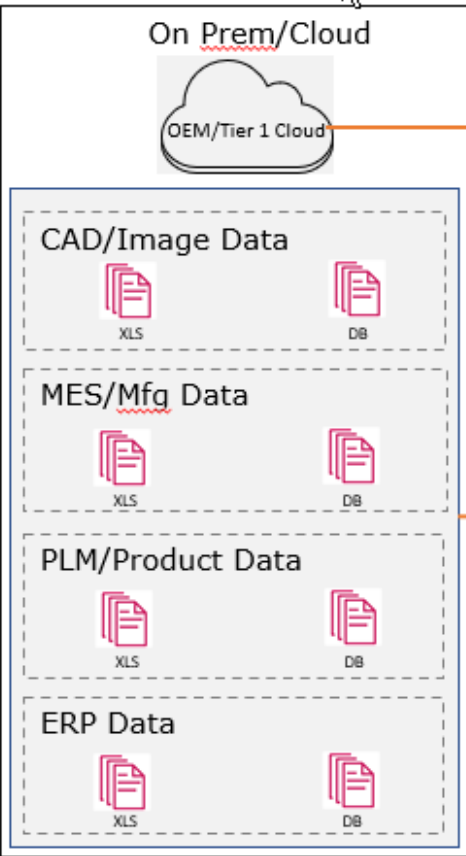 On Prem/Cloud
OEM/Tier 1 Cloud
CAD/Image Data
XLS DB
MES/Mfg Data
XLS DB
PLM/Product Data
XLS DB
ERP Data
XLS DB